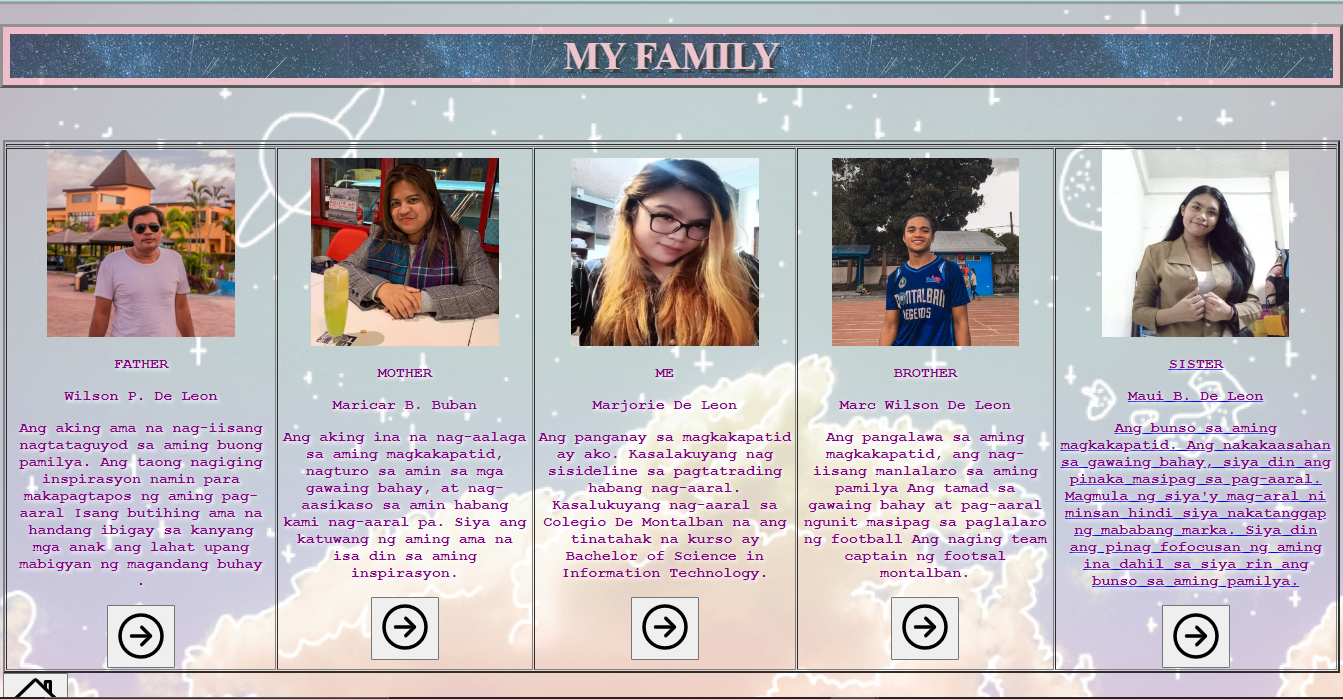 MY FAMILY
FATHER
Wilson P. De Leon
Ang aking ama na nag-iisang
nagtataguyod sa aming buong
pamilya. Ang taong nagiging
inspirasyon namin para
makapagtapos ng aming pag-
aaral Isang butihing ama na
handang ibigay sa kanyang
mga anak ang lahat upang
mabigyan ng magandang buhay
.
MOTHER
Maricar B. Buban
Ang aking ina na nag-aalaga
sa aming magkakapatid,
nagturo sa amin sa mga
gawaing bahay, at nag-
aasikaso sa amin habang
kami nag-aaral pa. Siya ang
katuwang ng aming ama na
isa din sa aming
inspirasyon.
ME
Marjorie De Leon
Ang panganay sa magkakapatid
ay ako. Kasalakuyang nag
sisideline sa pagtatrading
habang nag-aaral.
Kasalukuyang nag-aaral sa
Colegio De Montalban na ang
tinatahak na kurso ay
Bachelor of Science in
Information Technology.
MONTALBAN
LEGENDS
BROTHER
Marc Wilson De Leon
Ang pangalawa sa aming
magkakapatid, ang nag-
iisang manlalaro sa aming
pamilya Ang tamad sa
gawaing bahay at pag-aaral
ngunit masipag sa paglalaro
ng football Ang naging team
captain ng footsal
montalban.
SISTER
Maui B. De Leon
Ang bunso sa aming
magkakapatid. Ang nakakaasahan
sa gawaing bahay, siya din ang
pinaka masipag sa pag-aaral.
Magmula ng siya'y mag-aral ni
minsan hindi siya nakatanggap
ng mababang marka. Siya din
ang pinag fofocusan ng aming
ina dahil sa siya rin ang
bunso sa aming pamilya.